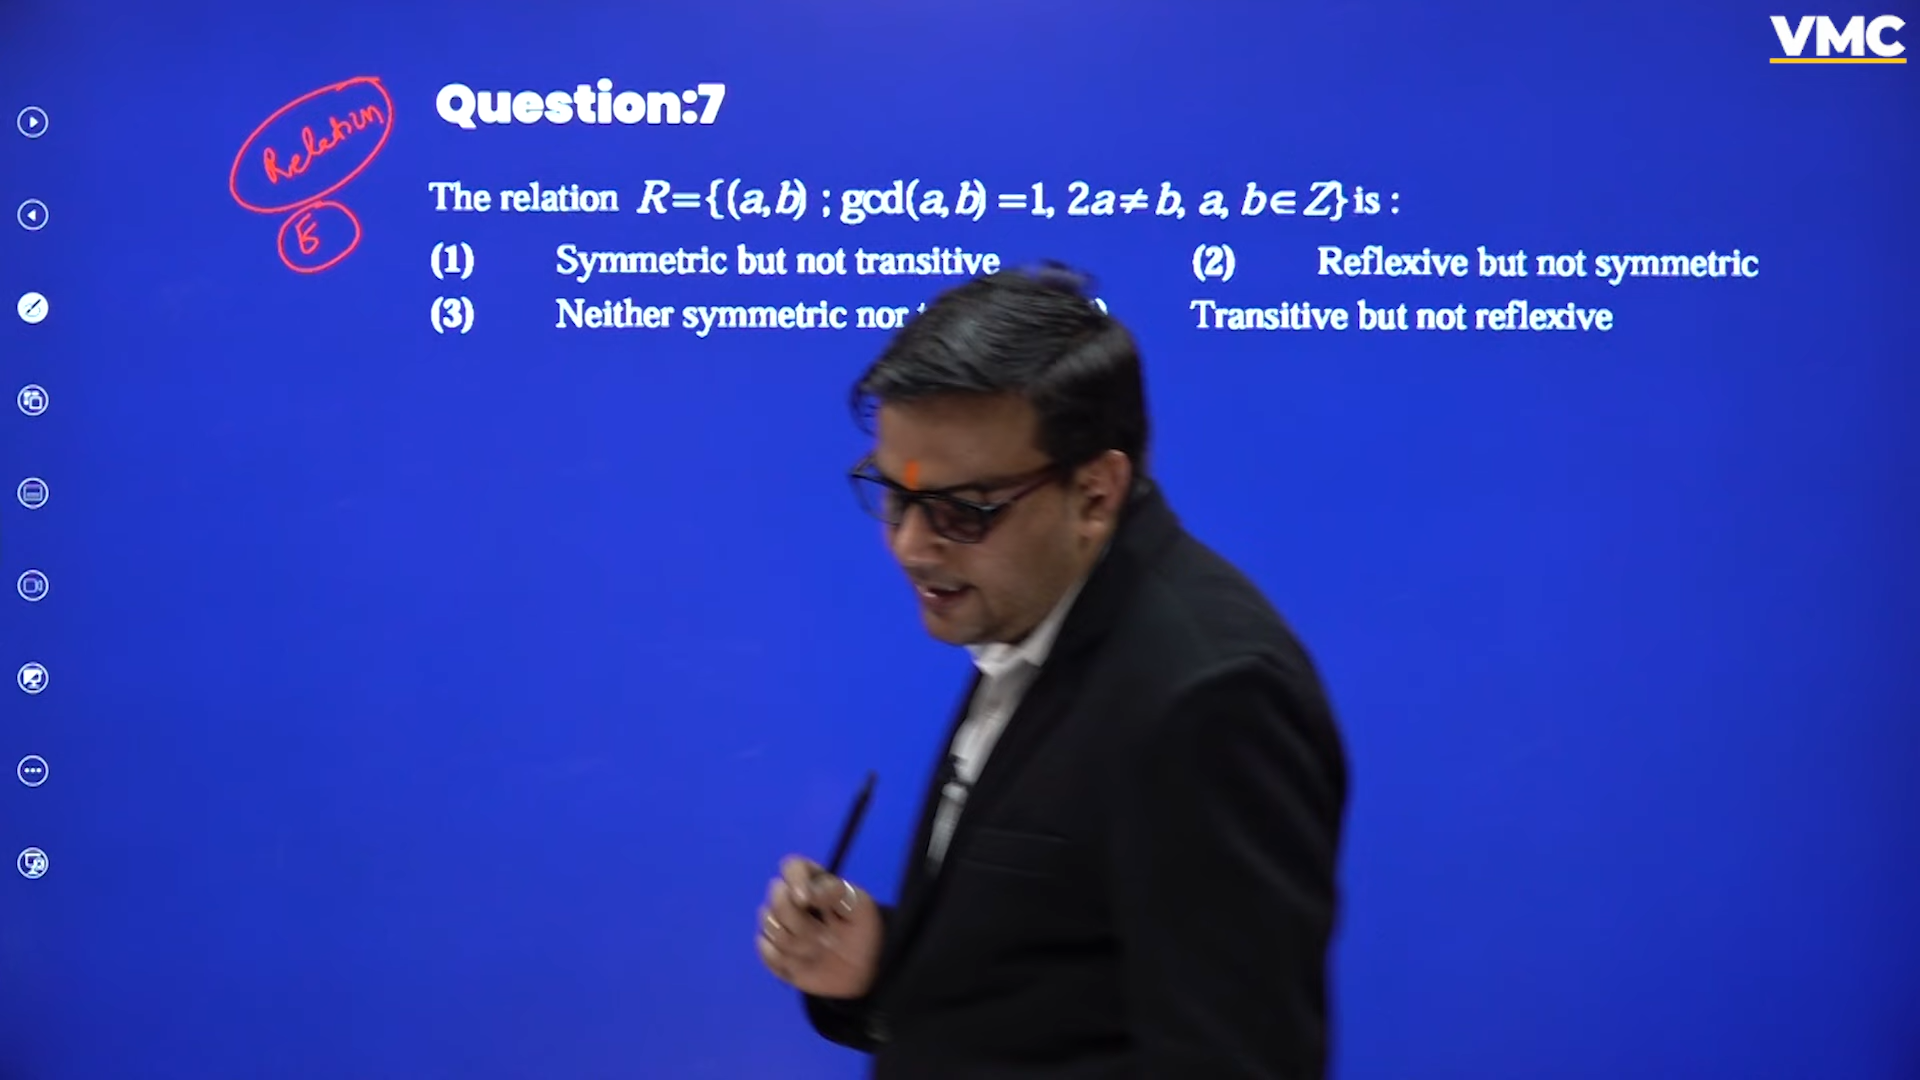 VMC
Relation
Question:7
The relation R={(a,b) ; gcd(a,b) =1, 2a≠b, a, b∈Z} is :
(1) Symmetric but not transitive
(2) Reflexive but not symmetric
(3) Neither symmetric nor
Transitive but not reflexive